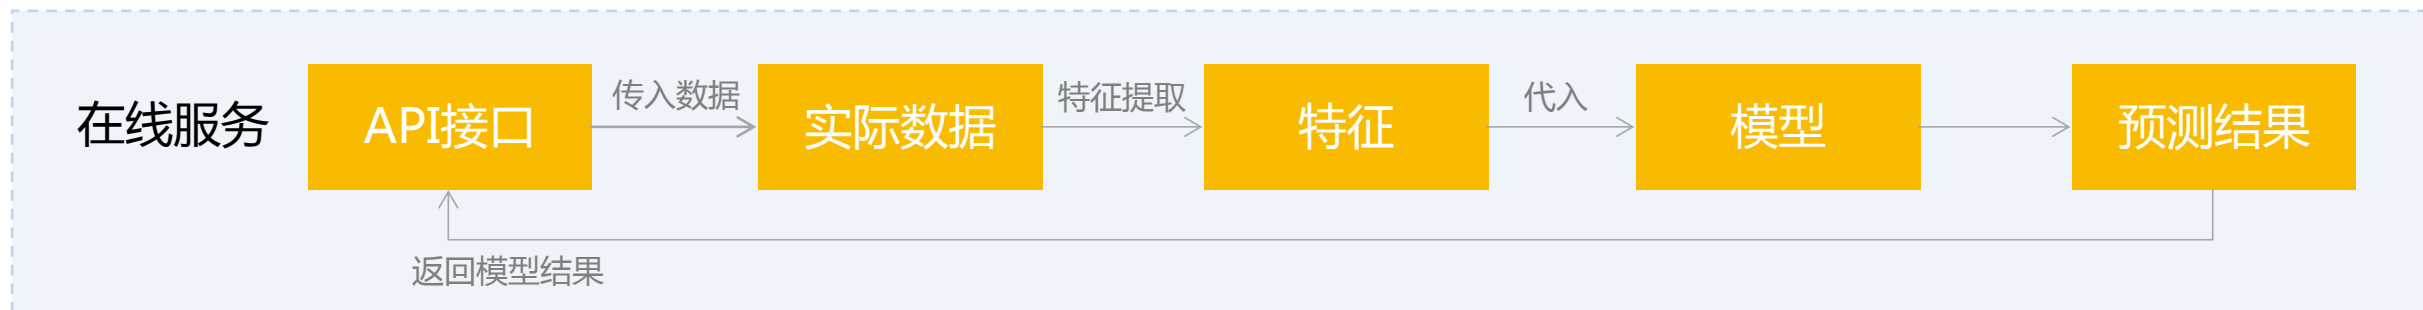 在线服务
API接口
传入数据
实际数据
特征提取
特征
代入
模型
预测结果
返回模型结果